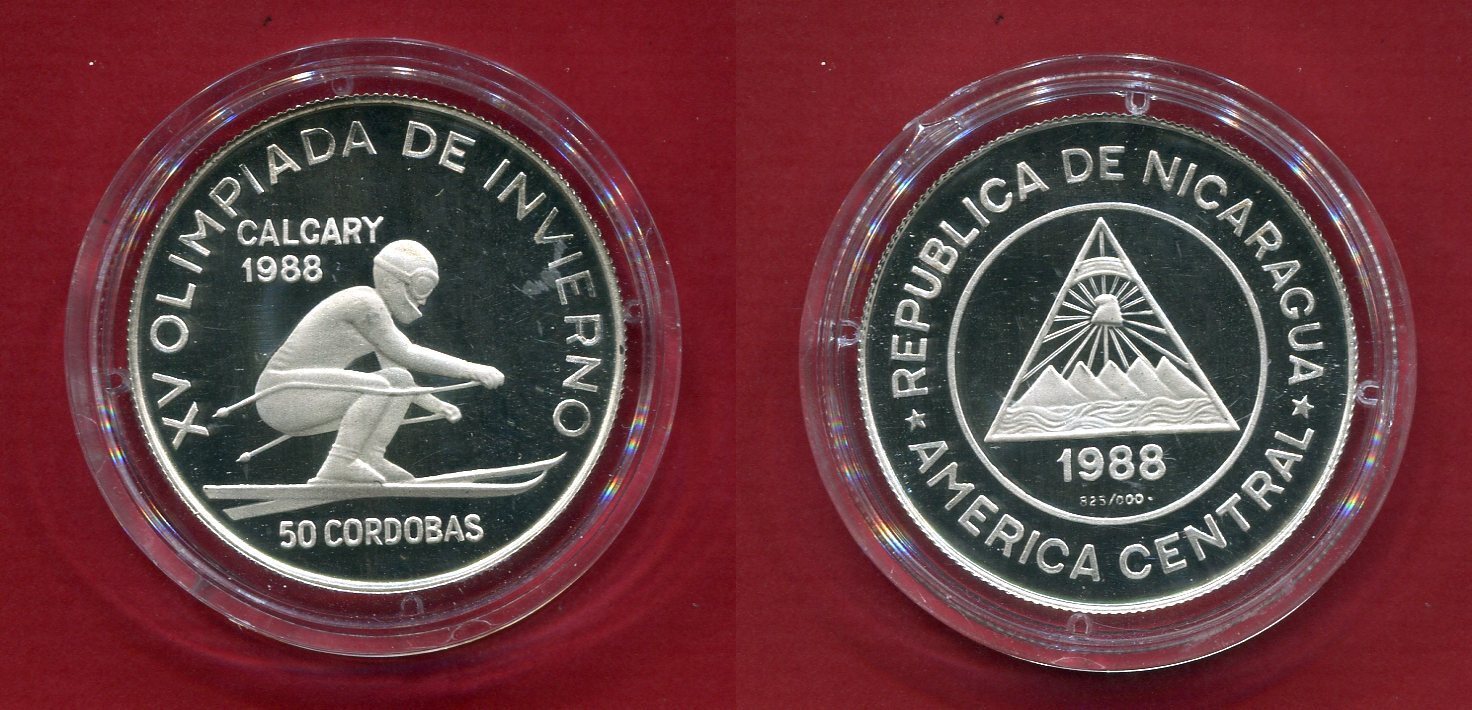 XV OLIMPIADA DE INVIERNO
CALGARY
1988
50 CORDOBAS
REPUBLICA DE NICARAGUA
1988
925/000
★ AMERICA CENTRAL ★